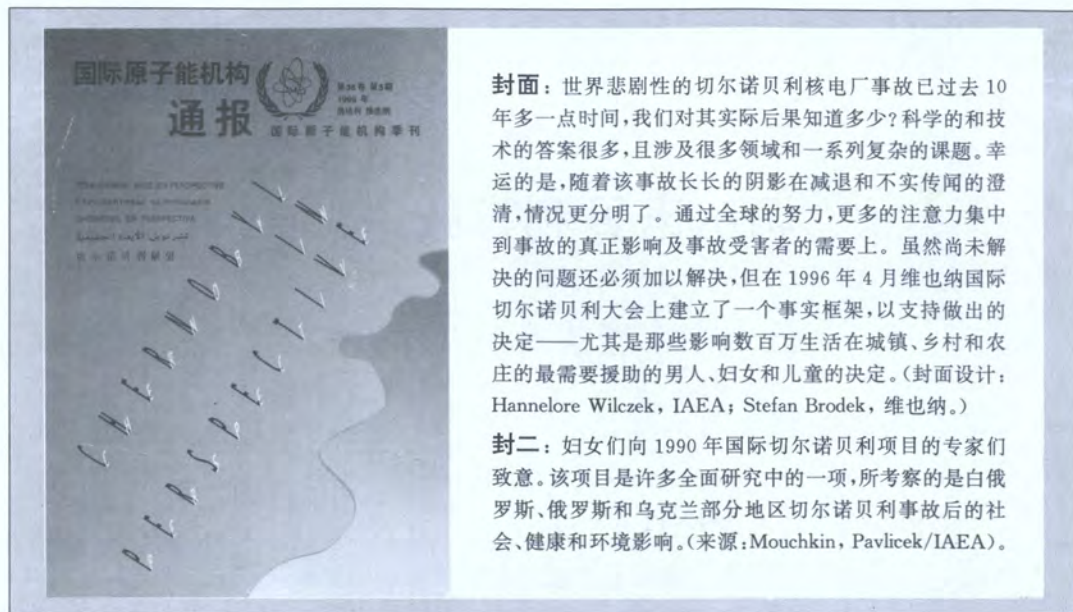 国际原子能机构
通报
第38卷 第3期
1996年
国际原子能机构季刊
CHERNOBYL IN
PERSPECTIVE
封面：世界悲剧性的切尔诺贝利核电厂事故已过去 10
年多一点时间，我们对其实际后果知道多少？科学的和技
术的答案很多，且涉及很多领域和一系列复杂的课题。幸
运的是，随着该事故长长的阴影在减退和不实传闻的澄
清，情况更分明了。通过全球的努力，更多的注意力集中
到事故的真正影响及事故受害者的需要上。虽然尚未解
决的问题还必须加以解决，但在 1996 年 4 月维也纳国际
切尔诺贝利大会上建立了一个事实框架，以支持做出的
决定——尤其是那些影响数百万生活在城镇、乡村和农
庄的最需要援助的男人、妇女和儿童的决定。（封面设计：
Hannelore Wilczek, IAEA; Stefan Brodek, 维也纳。）
封二：妇女们向 1990 年国际切尔诺贝利项目的专家们
致意。该项目是许多全面研究中的一项，所考察的是白俄
罗斯、俄罗斯和乌克兰部分地区切尔诺贝利事故后的社
会、健康和环境影响。（来源：Mouchkin, Pavlicek/IAEA）。